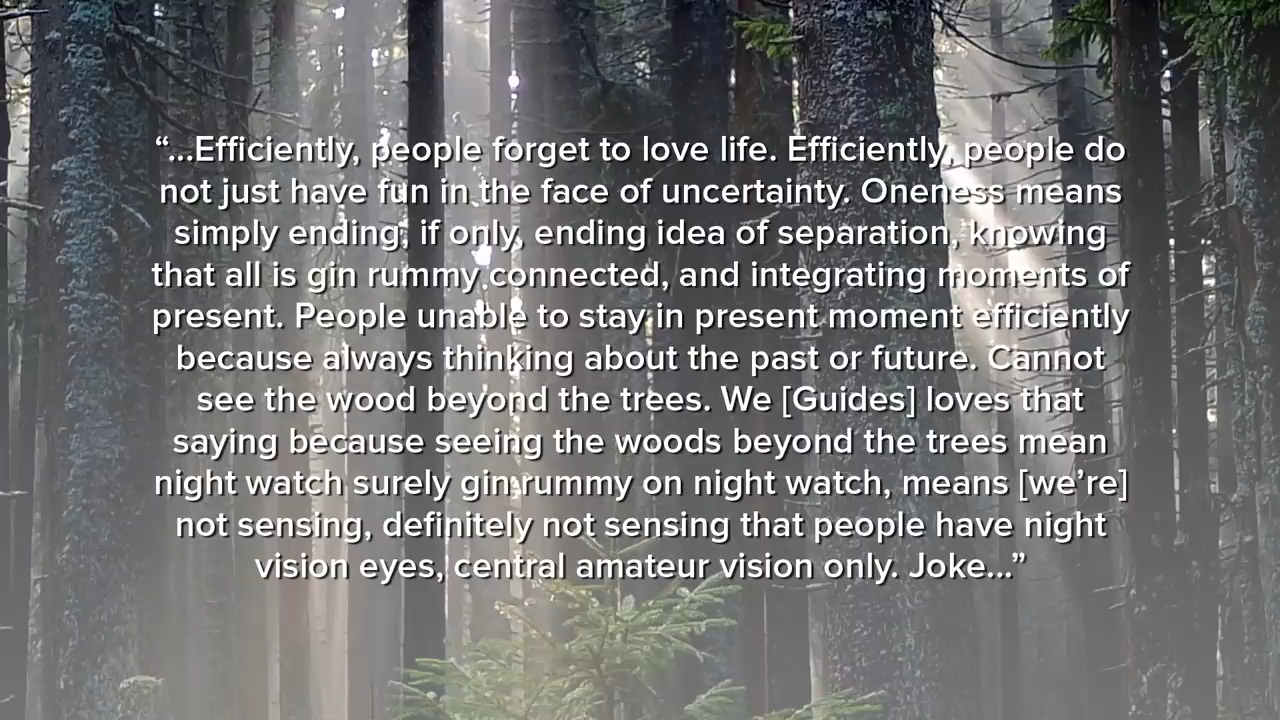 “...Efficiently, people forget to love life. Efficiently, people do
not just have fun in the face of uncertainty. Oneness means
simply ending, if only, ending idea of separation, knowing
that all is gin rummy connected, and integrating moments of
present. People unable to stay in present moment efficiently
because always thinking about the past or future. Cannot
see the wood beyond the trees. We [Guides] loves that
saying because seeing the woods beyond the trees mean
night watch surely gin rummy on night watch, means [we’re]
not sensing, definitely not sensing that people have night
vision eyes, central amateur vision only. Joke...”